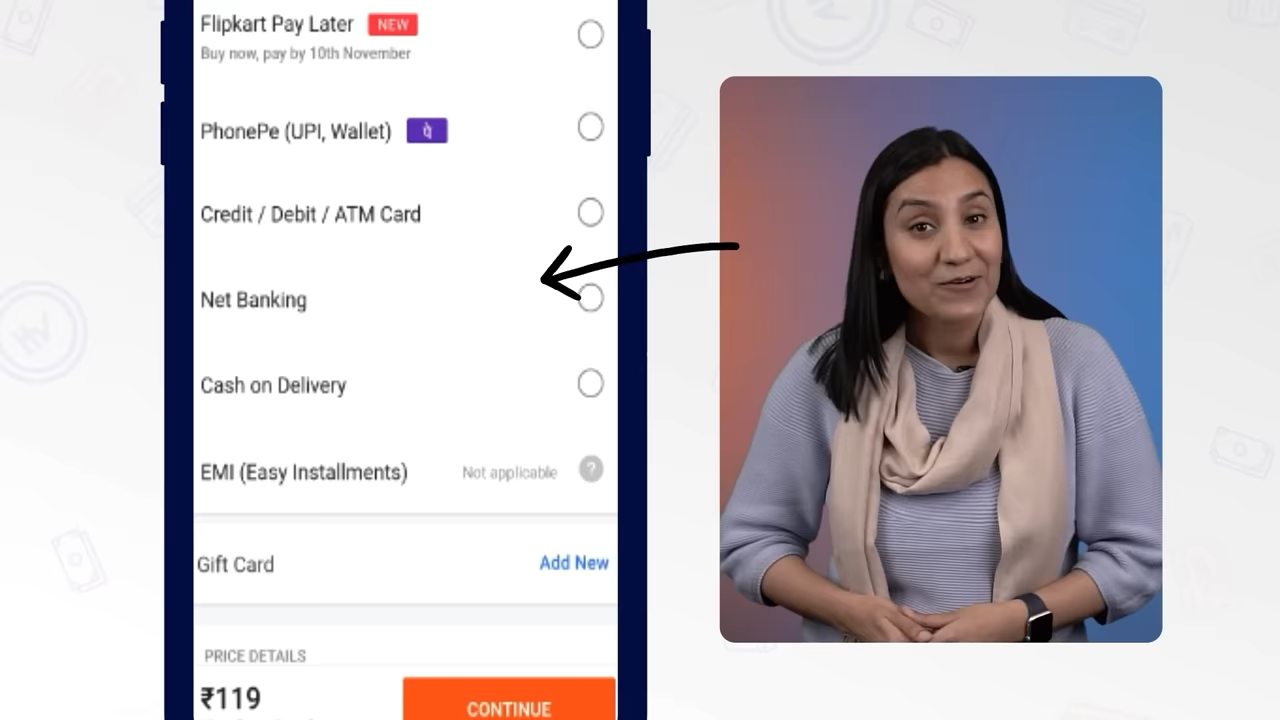 Flipkart Pay Later NEW
Buy now, pay by 10th November
PhonePe (UPI, Wallet) पे
Credit / Debit / ATM Card
Net Banking
Cash on Delivery
EMI (Easy Installments) Not applicable ?
Gift Card Add New
PRICE DETAILS
₹119 CONTINUE